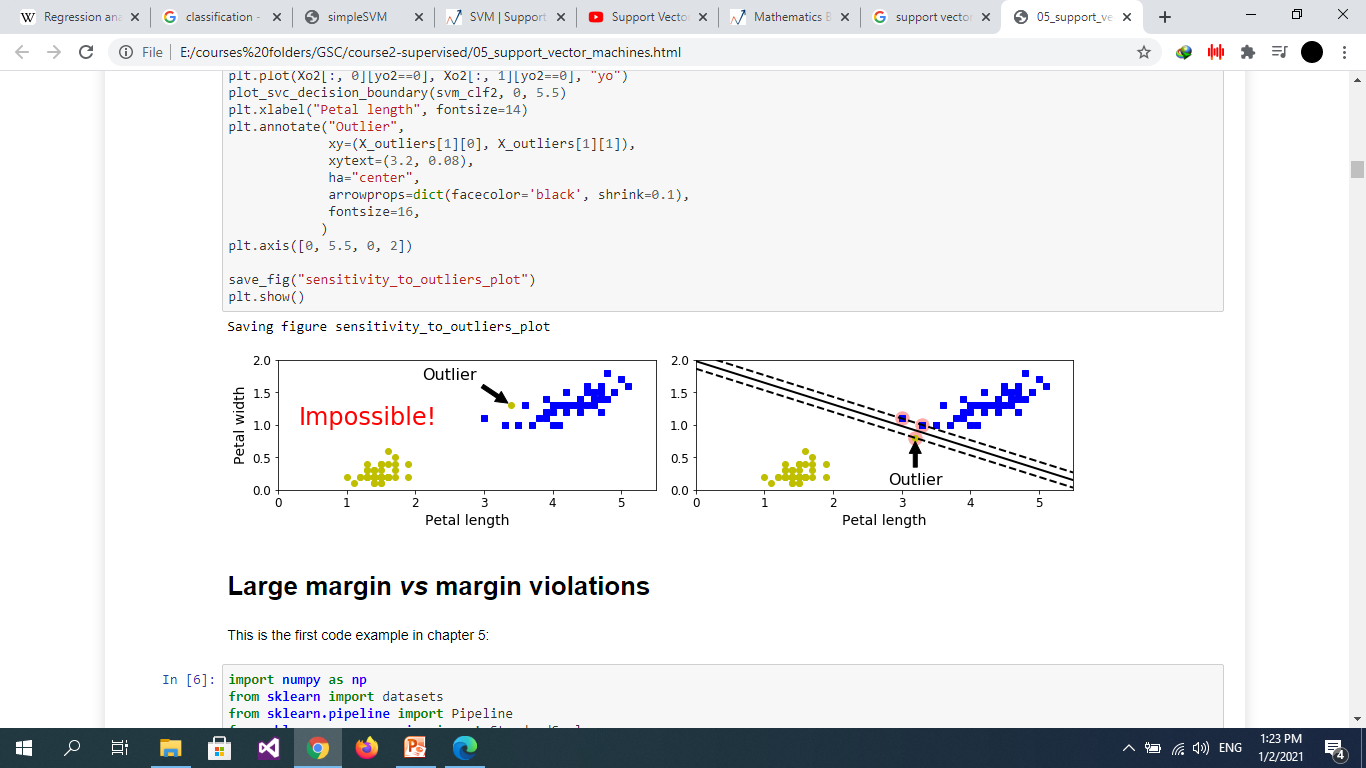 Regression ana
classification -
simpleSVM
SVM | Support
Support Vector
Mathematics B
support vector
05_support_ve
File | E:/courses%20folders/GSC/course2-supervised/05_support_vector_machines.html
plt.plot(Xo2[:, 0][yo2==0], Xo2[:, 1][yo2==0], "yo")
plot_svc_decision_boundary(svm_clf2, 0, 5.5)
plt.xlabel("Petal length", fontsize=14)
plt.annotate("Outlier",
xy=(X_outliers[1][0], X_outliers[1][1]),
xytext=(3.2, 0.08),
ha="center",
arrowprops=dict(facecolor='black', shrink=0.1),
fontsize=16,
)
plt.axis([0, 5.5, 0, 2])
save_fig("sensitivity_to_outliers_plot")
plt.show()
Saving figure sensitivity_to_outliers_plot
2.0
1.5
1.0
0.5
0.0
Petal width
Outlier
Impossible!
0 1 2 3 4 5
Petal length
2.0
1.5
1.0
0.5
0.0
Outlier
0 1 2 3 4 5
Petal length
Large margin vs margin violations
This is the first code example in chapter 5:
In [6]:
import numpy as np
from sklearn import datasets
from sklearn.pipeline import Pipeline
ENG
1:23 PM
1/2/2021
4